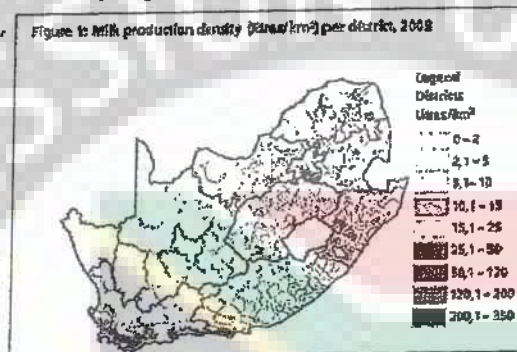 Figure 1: Milk production density (litres/km²) per district, 2008
Legend
Districts
Litres/km²
0 – 2
2,1 – 5
5,1 – 10
10,1 – 15
15,1 – 25
25,1 – 50
50,1 – 120
120,1 – 200
200,1 – 350